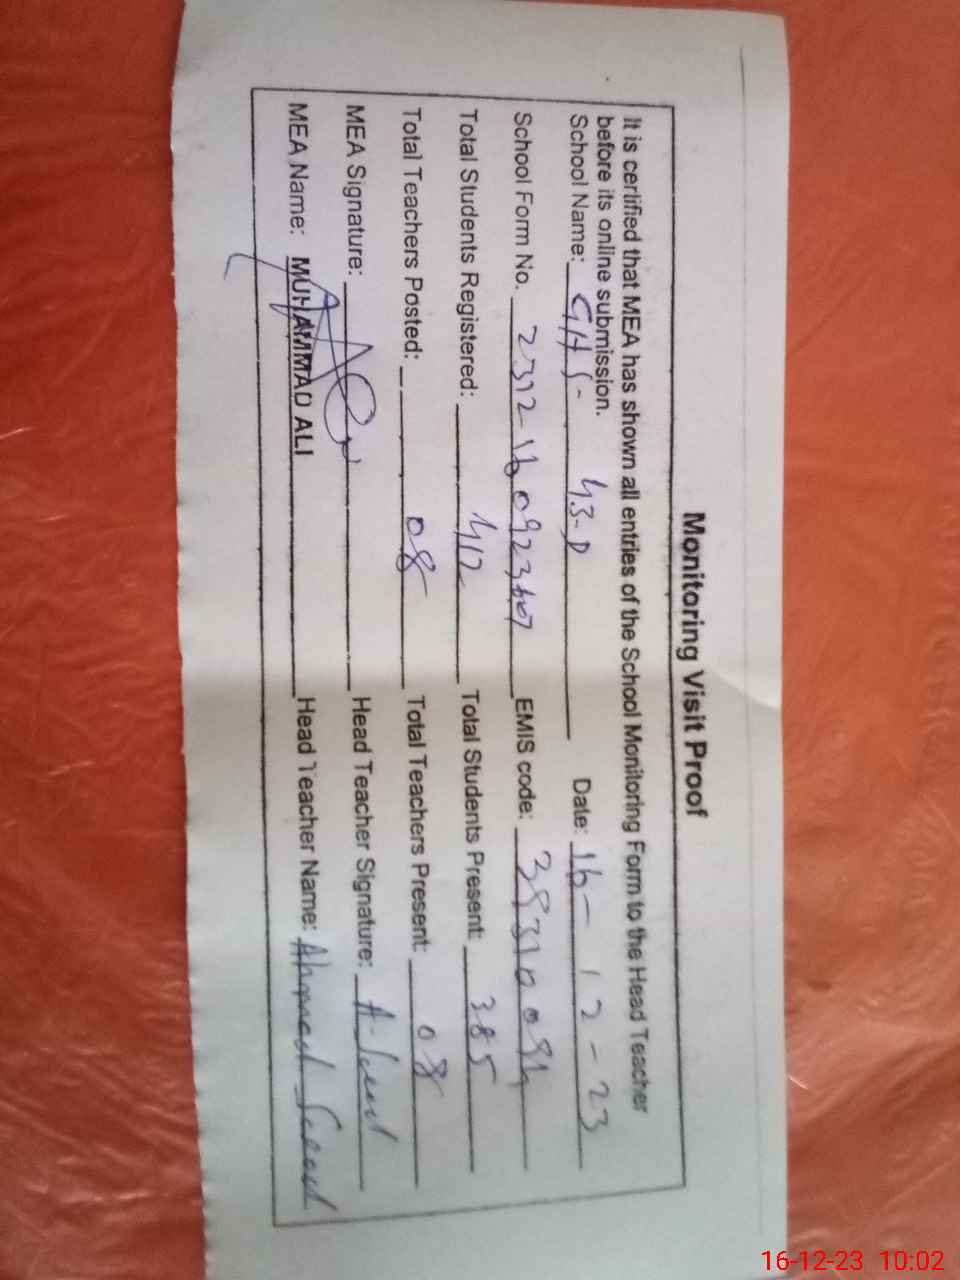 Monitoring Visit Proof
It is certified that MEA has shown all entries of the School Monitoring Form to the Head Teacher
before its online submission.
School Name: GHS- 43-D Date: 16-12-23
School Form No. EMIS code:
Total Students Registered: 412 Total Students Present: 385
Total Teachers Posted: 08 Total Teachers Present: 08
MEA Signature: Head Teacher Signature:
MEA Name: MUHAMMAD ALI Head Teacher Name: Ahmed Saeed
16-12-23 10:02